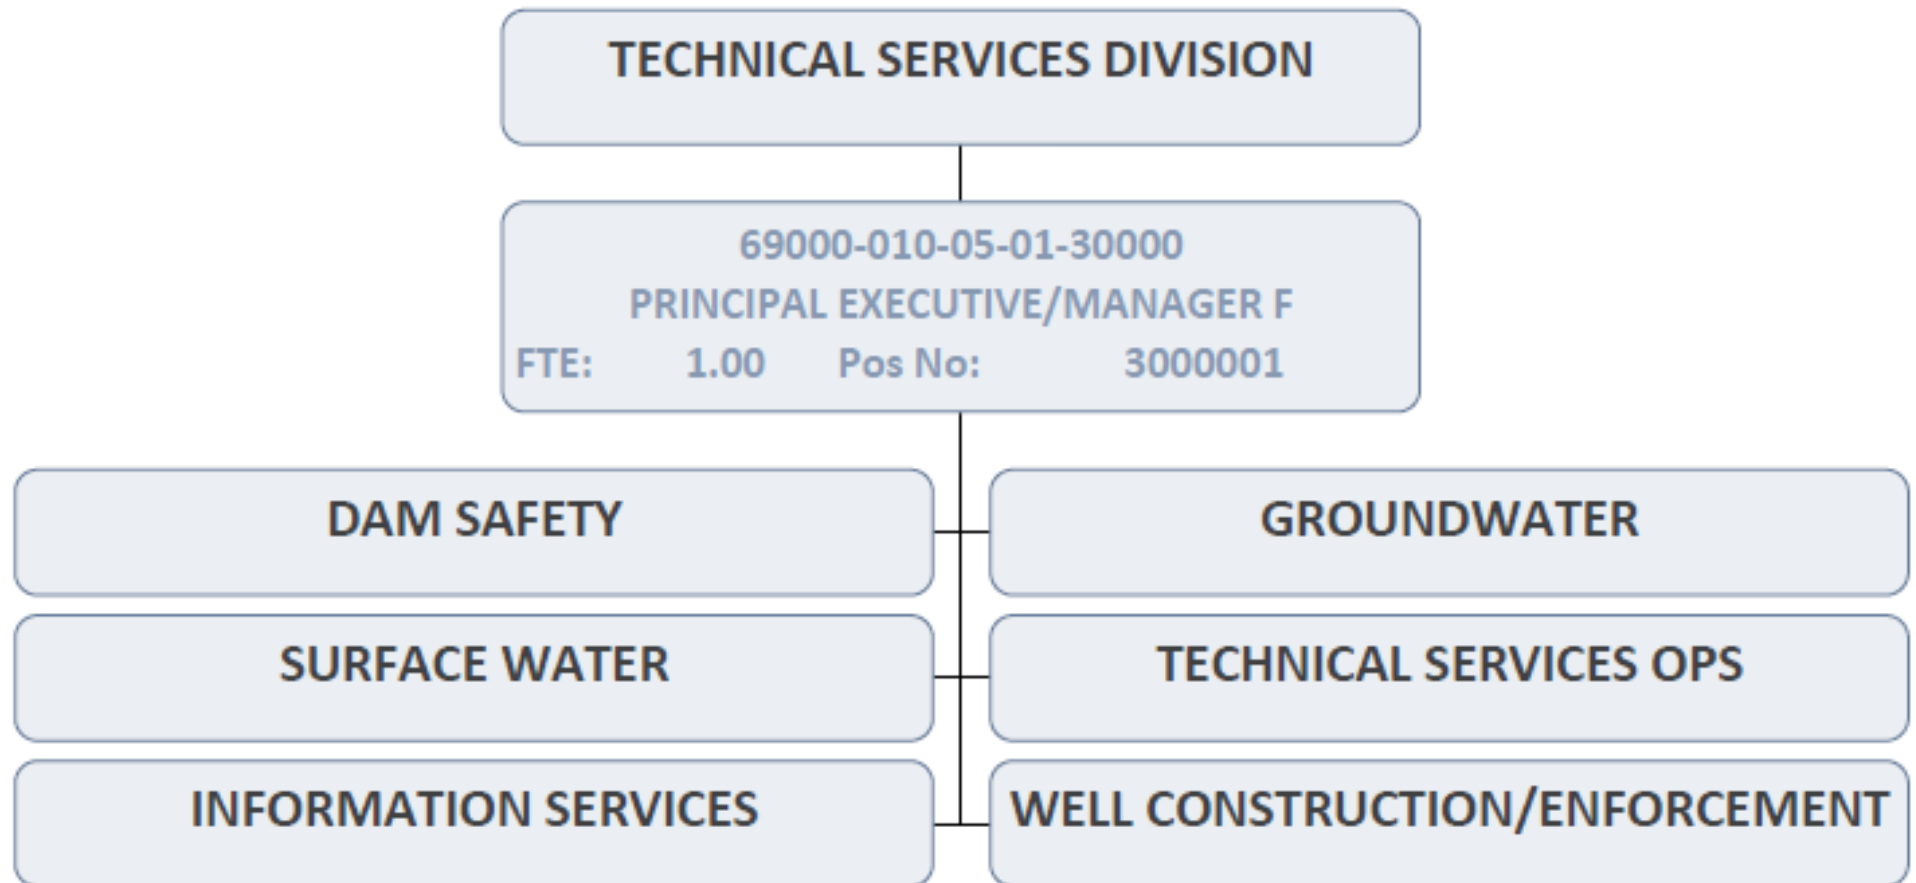 TECHNICAL SERVICES DIVISION
69000-010-05-01-30000
PRINCIPAL EXECUTIVE/MANAGER F
FTE: 1.00 Pos No: 3000001
DAM SAFETY
GROUNDWATER
SURFACE WATER
TECHNICAL SERVICES OPS
INFORMATION SERVICES
WELL CONSTRUCTION/ENFORCEMENT